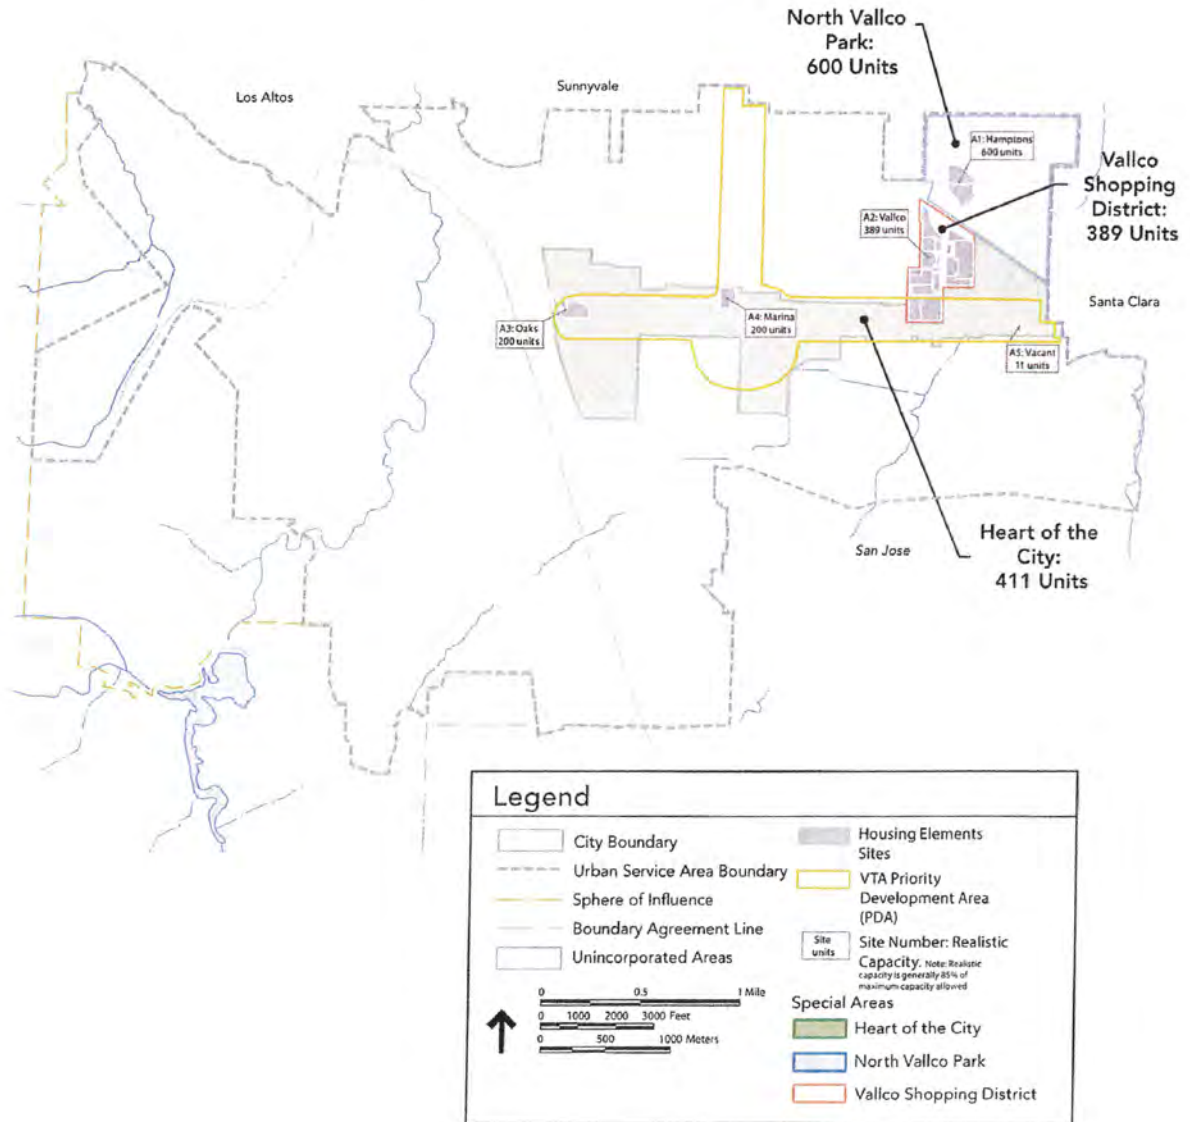 North Vallco
Park:
600 Units
Los Altos
Sunnyvale
A1: Hamptons
600 units
Vallco
Shopping
District:
389 Units
A2: Vallco
389 units
Santa Clara
A3: Oaks
200 units
A4: Marina
200 units
A5: Vacant
11 units
San Jose
Heart of the
City:
411 Units
Legend
City Boundary
Urban Service Area Boundary
Sphere of Influence
Boundary Agreement Line
Unincorporated Areas
0 0.5 1 Mile
0 1000 2000 3000 Feet
0 500 1000 Meters
Housing Elements
Sites
VTA Priority
Development Area
(PDA)
Site
units
Site Number: Realistic
Capacity. Note: Realistic
capacity is generally 85% of
maximum capacity allowed
Special Areas
Heart of the City
North Vallco Park
Vallco Shopping District